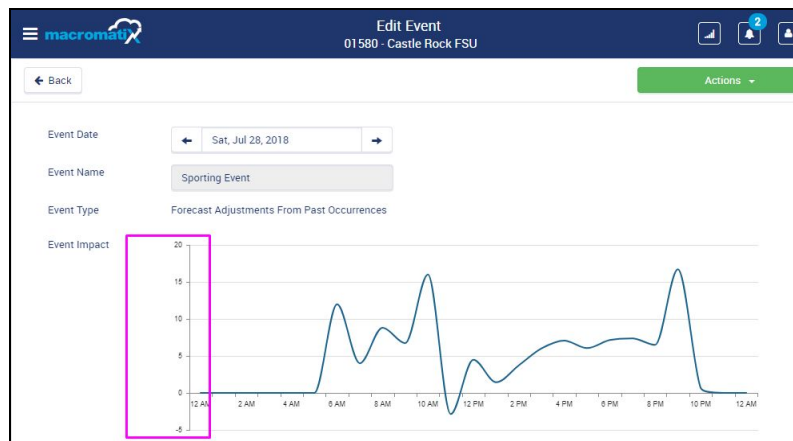 macromatiX
Edit Event
01580 - Castle Rock FSU
2
Back
Actions
Event Date
Sat, Jul 28, 2018
Event Name
Sporting Event
Event Type
Forecast Adjustments From Past Occurrences
Event Impact
20
15
10
5
0
-5
12 AM 2 AM 4 AM 6 AM 8 AM 10 AM 12 PM 2 PM 4 PM 6 PM 8 PM 10 PM 12 AM